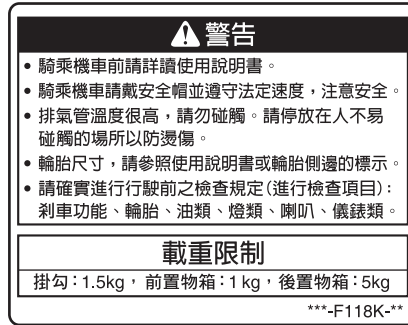 警告
• 騎乘機車前請詳讀使用說明書。
• 騎乘機車請戴安全帽並遵守法定速度，注意安全。
• 排氣管溫度很高，請勿碰觸。請停放在人不易
碰觸的場所以防燙傷。
• 輪胎尺寸，請參照使用說明書或輪胎側邊的標示。
• 請確實進行行駛前之檢查規定(進行檢查項目)：
剎車功能、輪胎、油類、燈類、喇叭、儀錶類。
載重限制
掛勾：1.5kg，前置物箱：1kg，後置物箱：5kg
***-F118K-**